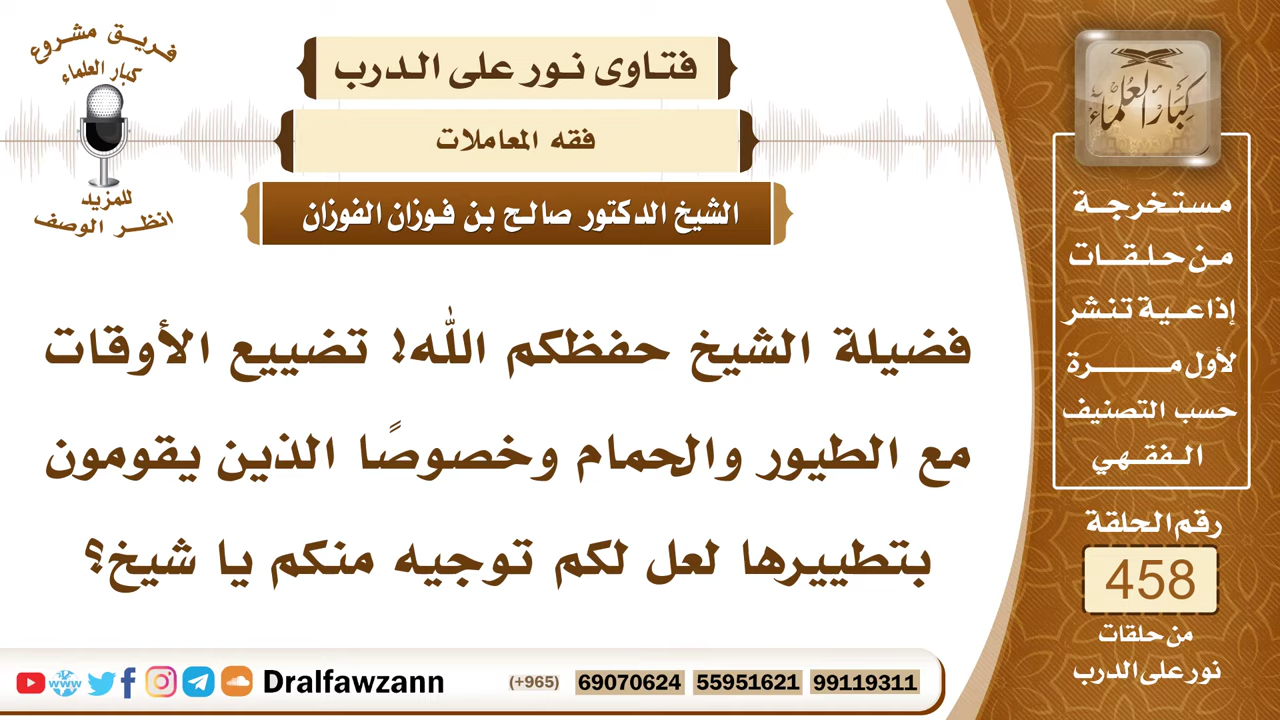 فريق مشروع
كبار العلماء
للمزيد
انظر الوصف
فتاوى نور على الدرب
فقه المعاملات
الشيخ الدكتور صالح بن فوزان الفوزان
كبار العلماء
مستخرجة
من حلقات
إذاعية تنشر
لأول مرة
حسب التصنيف
الفقهي
رقم الحلقة
458
من حلقات
نور على الدرب
فضيلة الشيخ حفظكم الله! تضييع الأوقات
مع الطيور والحمام وخصوصًا الذين يقومون
بتطييرها لعل لكم توجيه منكم يا شيخ؟
www Dralfawzann (+965) 69070624 55951621 99119311